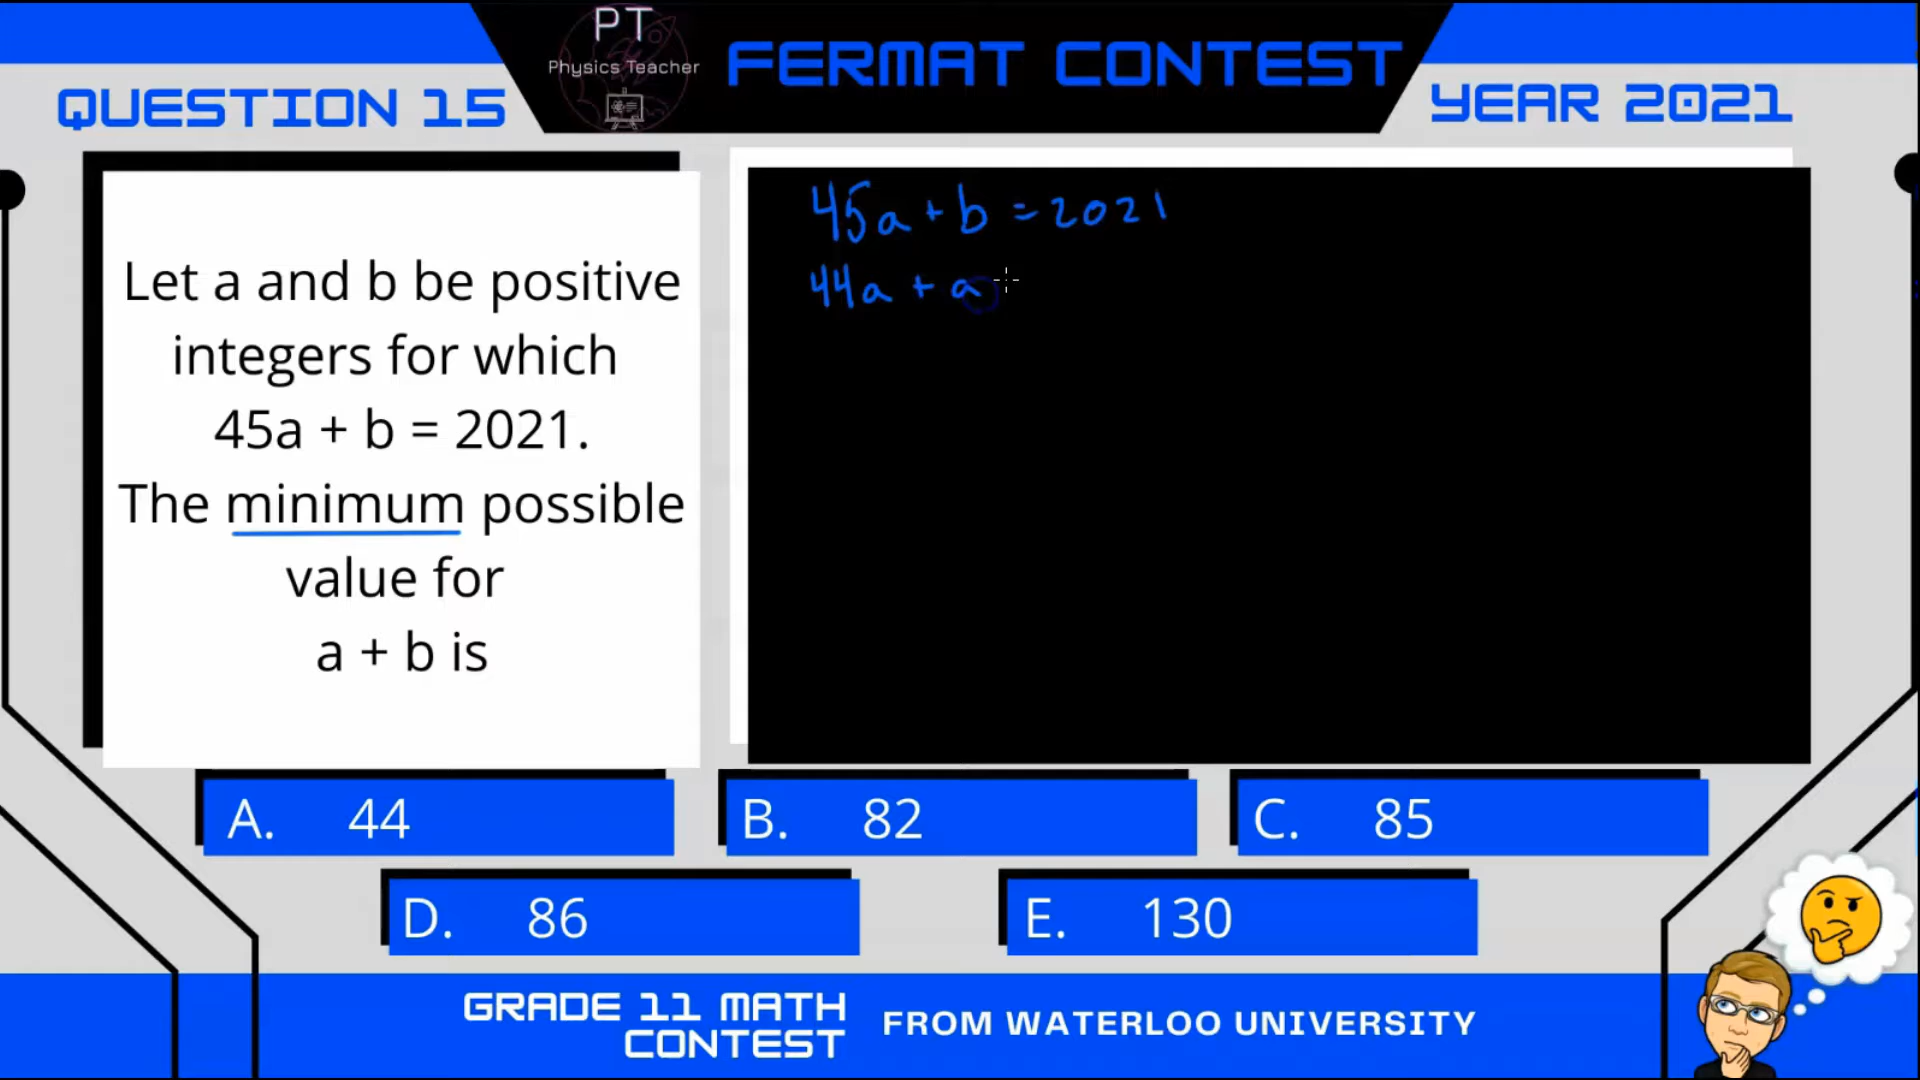 PT
Physics Teacher
FERMAT CONTEST
QUESTION 15
YEAR 2021
Let a and b be positive
integers for which
45a + b = 2021.
The minimum possible
value for
a + b is
45a + b = 2021
44a + a
A. 44
B. 82
C. 85
D. 86
E. 130
GRADE 11 MATH
CONTEST
FROM WATERLOO UNIVERSITY